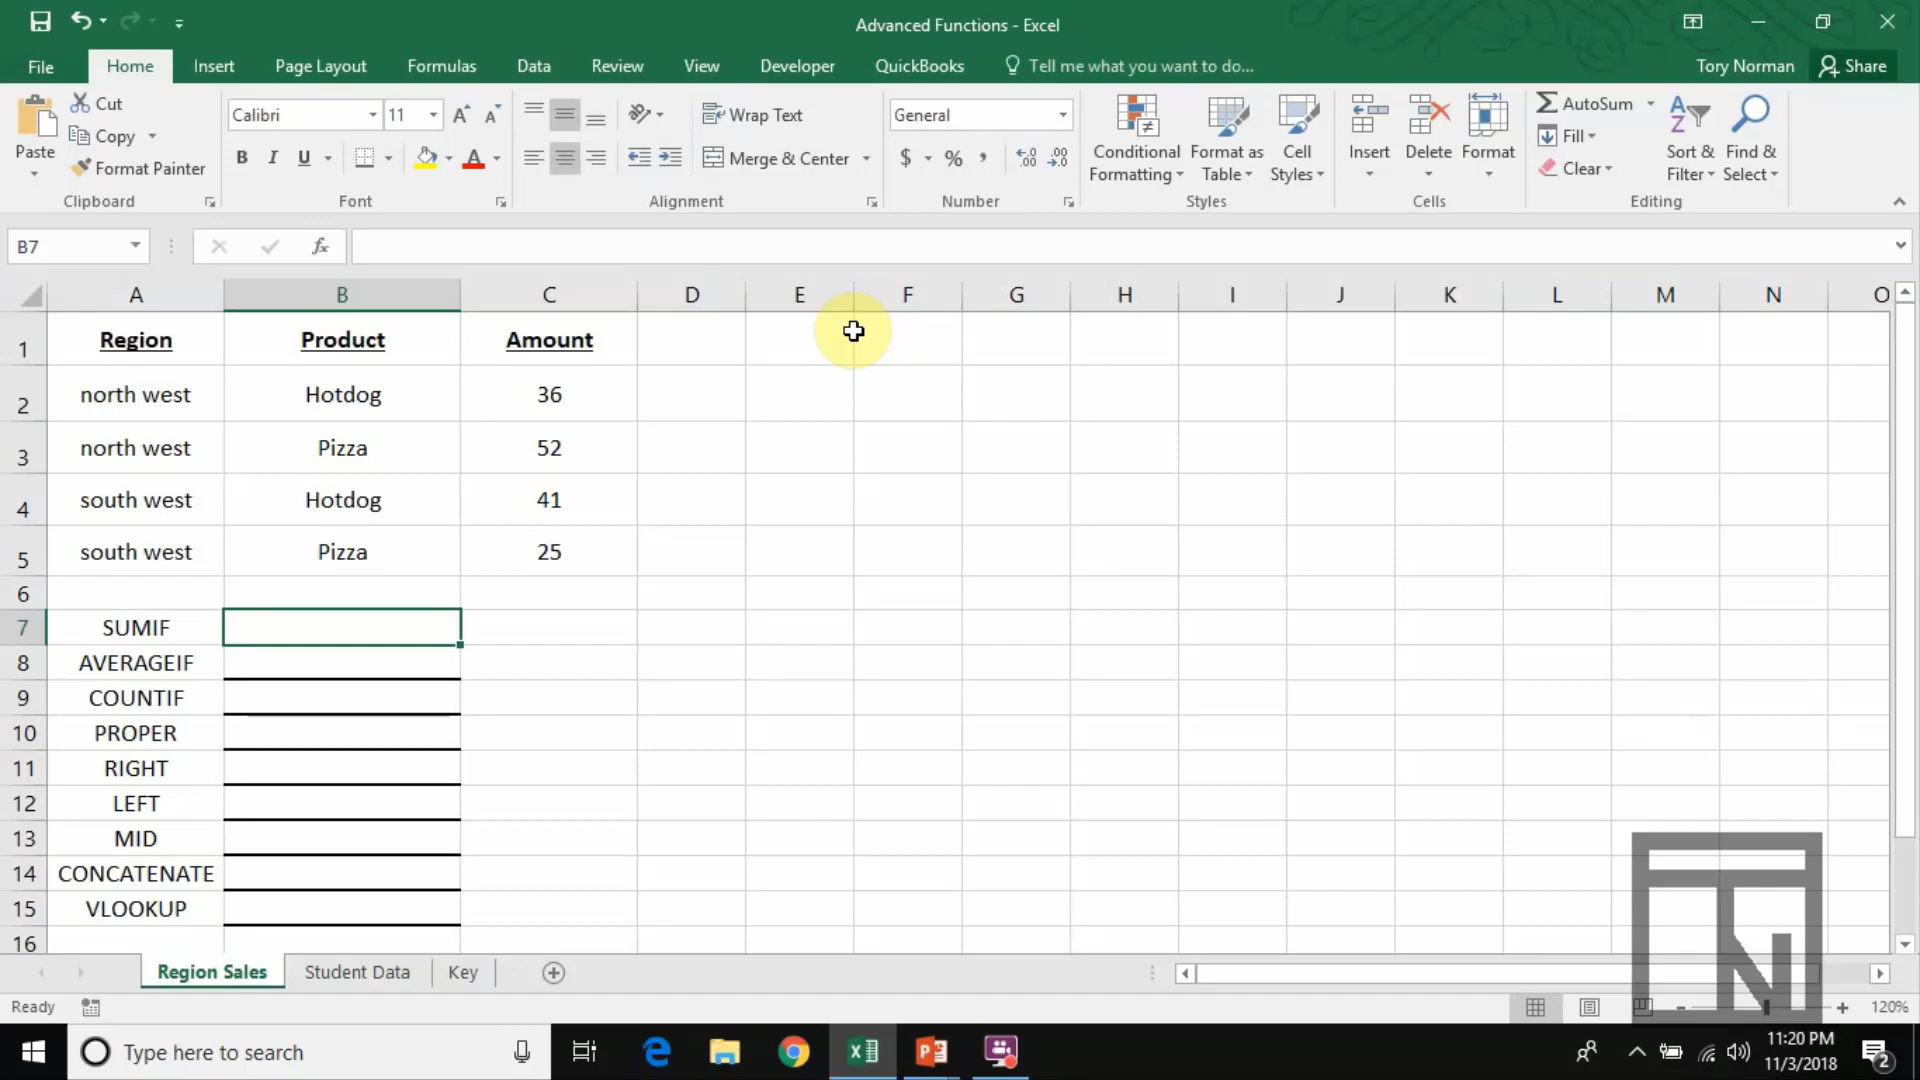 Advanced Functions - Excel
File Home Insert Page Layout Formulas Data Review View Developer QuickBooks Tell me what you want to do... Tory Norman Share
Paste Cut Copy Format Painter
Clipboard
Calibri 11
B I U A
Font
Wrap Text
Merge & Center
Alignment
General
$ % , .00 .0
Number
Conditional Formatting
Format as Table
Cell Styles
Styles
Insert Delete Format
Cells
AutoSum
Fill
Clear
Sort & Filter
Find & Select
Editing
B7 fx
A B C D E F G H I J K L M N O
1 Region Product Amount
2 north west Hotdog 36
3 north west Pizza 52
4 south west Hotdog 41
5 south west Pizza 25
6
7 SUMIF
8 AVERAGEIF
9 COUNTIF
10 PROPER
11 RIGHT
12 LEFT
13 MID
14 CONCATENATE
15 VLOOKUP
16
Region Sales Student Data Key
Ready 120%
TN
Type here to search
11:20 PM
11/3/2018
2